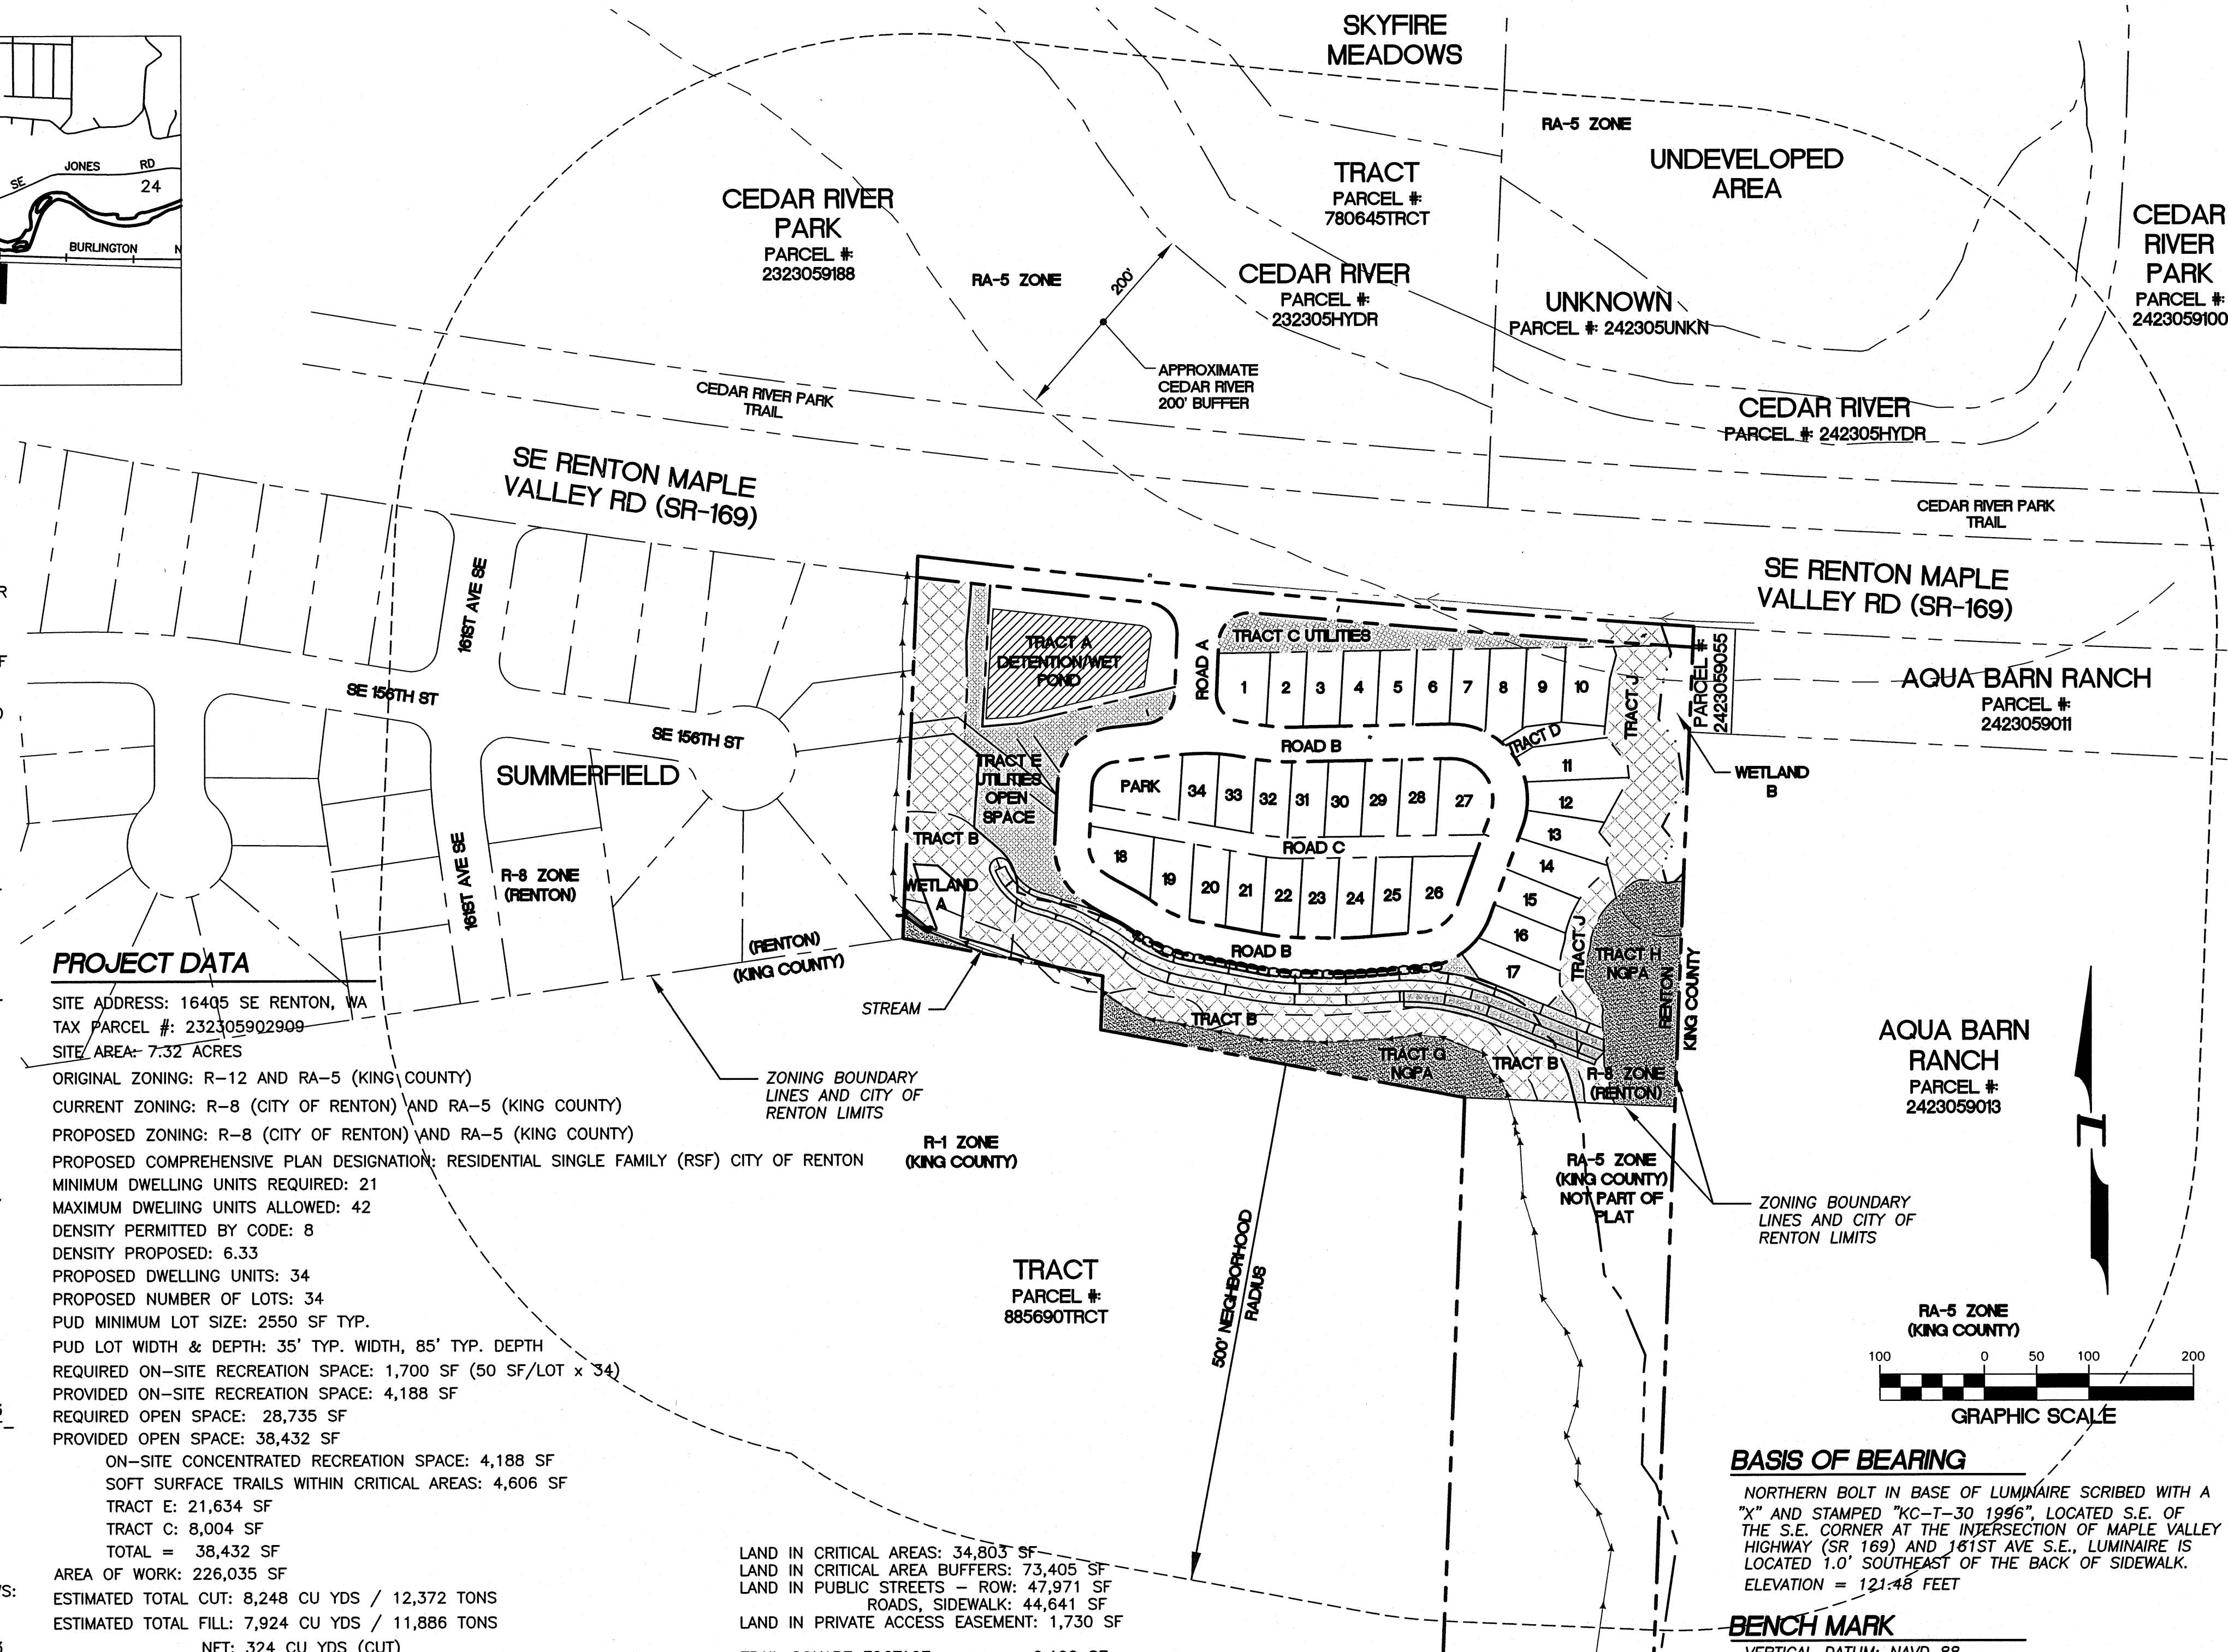 SKYFIRE
MEADOWS
RA-5 ZONE
UNDEVELOPED
AREA
TRACT
PARCEL #:
780645TRCT
JONES RD
SE
24
BURLINGTON N
CEDAR RIVER
PARK
PARCEL #:
2323059188
RA-5 ZONE
200'
CEDAR RIVER
PARCEL #:
232305HYDR
UNKNOWN
PARCEL #: 242305UNKN
CEDAR
RIVER
PARK
PARCEL #:
2423059100
APPROXIMATE
CEDAR RIVER
200' BUFFER
CEDAR RIVER PARK
TRAIL
CEDAR RIVER
PARCEL #: 242305HYDR
SE RENTON MAPLE
VALLEY RD (SR-169)
CEDAR RIVER PARK
TRAIL
SE RENTON MAPLE
VALLEY RD (SR-169)
161ST AVE SE
SE 156TH ST
SE 156TH ST
SUMMERFIELD
161ST AVE SE
R-8 ZONE
(RENTON)
TRACT A
DETENTION/WET
POND
ROAD A
TRACT C UTILITIES
1 2 3 4 5 6 7 8 9 10
TRACT J
PARCEL #:
2423059055
AQUA BARN RANCH
PARCEL #:
2423059011
ROAD B
TRACT D
11
WETLAND
B
TRACT E
UTILITIES
OPEN
SPACE
PARK 34 33 32 31 30 29 28 27
12
13
TRACT B
ROAD C
14
18 19 20 21 22 23 24 25 26
15
WETLAND
A
16
17
TRACT J
TRACT H
NGPA
RENTON
KING COUNTY
ROAD B
(RENTON)
(KING COUNTY)
STREAM
TRACT B
TRACT G
NGPA
TRACT B
R-8 ZONE
(RENTON)
AQUA BARN
RANCH
PARCEL #:
2423059013
ZONING BOUNDARY
LINES AND CITY OF
RENTON LIMITS
R-1 ZONE
(KING COUNTY)
RA-5 ZONE
(KING COUNTY)
NOT PART OF
PLAT
ZONING BOUNDARY
LINES AND CITY OF
RENTON LIMITS
TRACT
PARCEL #:
885690TRCT
500' NEIGHBORHOOD
RADIUS
RA-5 ZONE
(KING COUNTY)
100 0 50 100 200
GRAPHIC SCALE
PROJECT DATA
SITE ADDRESS: 16405 SE RENTON, WA
TAX PARCEL #: 232305902909
SITE AREA: 7.32 ACRES
ORIGINAL ZONING: R-12 AND RA-5 (KING COUNTY)
CURRENT ZONING: R-8 (CITY OF RENTON) AND RA-5 (KING COUNTY)
PROPOSED ZONING: R-8 (CITY OF RENTON) AND RA-5 (KING COUNTY)
PROPOSED COMPREHENSIVE PLAN DESIGNATION: RESIDENTIAL SINGLE FAMILY (RSF) CITY OF RENTON
MINIMUM DWELLING UNITS REQUIRED: 21
MAXIMUM DWELIING UNITS ALLOWED: 42
DENSITY PERMITTED BY CODE: 8
DENSITY PROPOSED: 6.33
PROPOSED DWELLING UNITS: 34
PROPOSED NUMBER OF LOTS: 34
PUD MINIMUM LOT SIZE: 2550 SF TYP.
PUD LOT WIDTH & DEPTH: 35' TYP. WIDTH, 85' TYP. DEPTH
REQUIRED ON-SITE RECREATION SPACE: 1,700 SF (50 SF/LOT x 34)
PROVIDED ON-SITE RECREATION SPACE: 4,188 SF
REQUIRED OPEN SPACE: 28,735 SF
PROVIDED OPEN SPACE: 38,432 SF
ON-SITE CONCENTRATED RECREATION SPACE: 4,188 SF
SOFT SURFACE TRAILS WITHIN CRITICAL AREAS: 4,606 SF
TRACT E: 21,634 SF
TRACT C: 8,004 SF
TOTAL = 38,432 SF
AREA OF WORK: 226,035 SF
ESTIMATED TOTAL CUT: 8,248 CU YDS / 12,372 TONS
ESTIMATED TOTAL FILL: 7,924 CU YDS / 11,886 TONS
NET: 324 CU YDS (CUT)
LAND IN CRITICAL AREAS: 34,803 SF
LAND IN CRITICAL AREA BUFFERS: 73,405 SF
LAND IN PUBLIC STREETS - ROW: 47,971 SF
ROADS, SIDEWALK: 44,641 SF
LAND IN PRIVATE ACCESS EASEMENT: 1,730 SF
BASIS OF BEARING
NORTHERN BOLT IN BASE OF LUMINAIRE SCRIBED WITH A
"X" AND STAMPED "KC-T-30 1996", LOCATED S.E. OF
THE S.E. CORNER AT THE INTERSECTION OF MAPLE VALLEY
HIGHWAY (SR 169) AND 161ST AVE S.E., LUMINAIRE IS
LOCATED 1.0' SOUTHEAST OF THE BACK OF SIDEWALK.
ELEVATION = 121.48 FEET
BENCH MARK
VERTICAL DATUM: NAVD 88